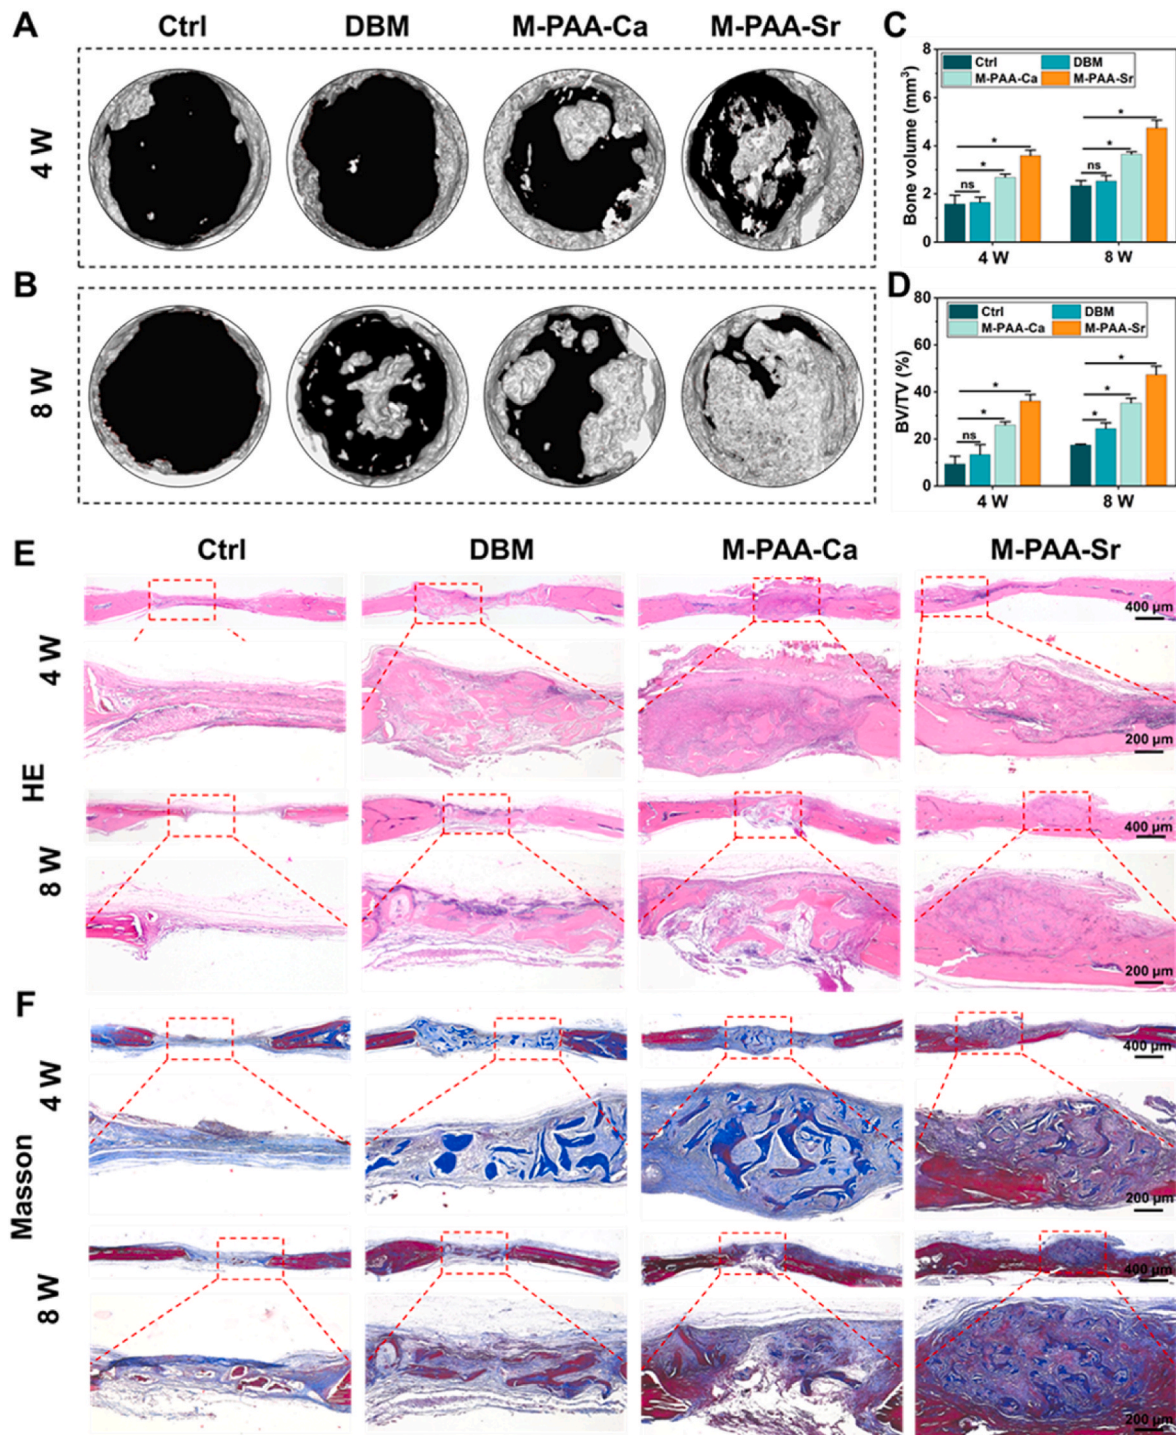 A
Ctrl
DBM
M-PAA-Ca
M-PAA-Sr
4 W
B
8 W
C
Bone volume (mm³)
8
6
4
2
0
Ctrl
DBM
M-PAA-Ca
M-PAA-Sr
ns
*
*
ns
*
*
4 W
8 W
D
BV/TV (%)
80
60
40
20
0
Ctrl
DBM
M-PAA-Ca
M-PAA-Sr
ns
*
*
*
*
*
4 W
8 W
E
Ctrl
DBM
M-PAA-Ca
M-PAA-Sr
HE
4 W
400 µm
200 µm
8 W
400 µm
200 µm
F
Masson
4 W
400 µm
200 µm
8 W
400 µm
200 µm